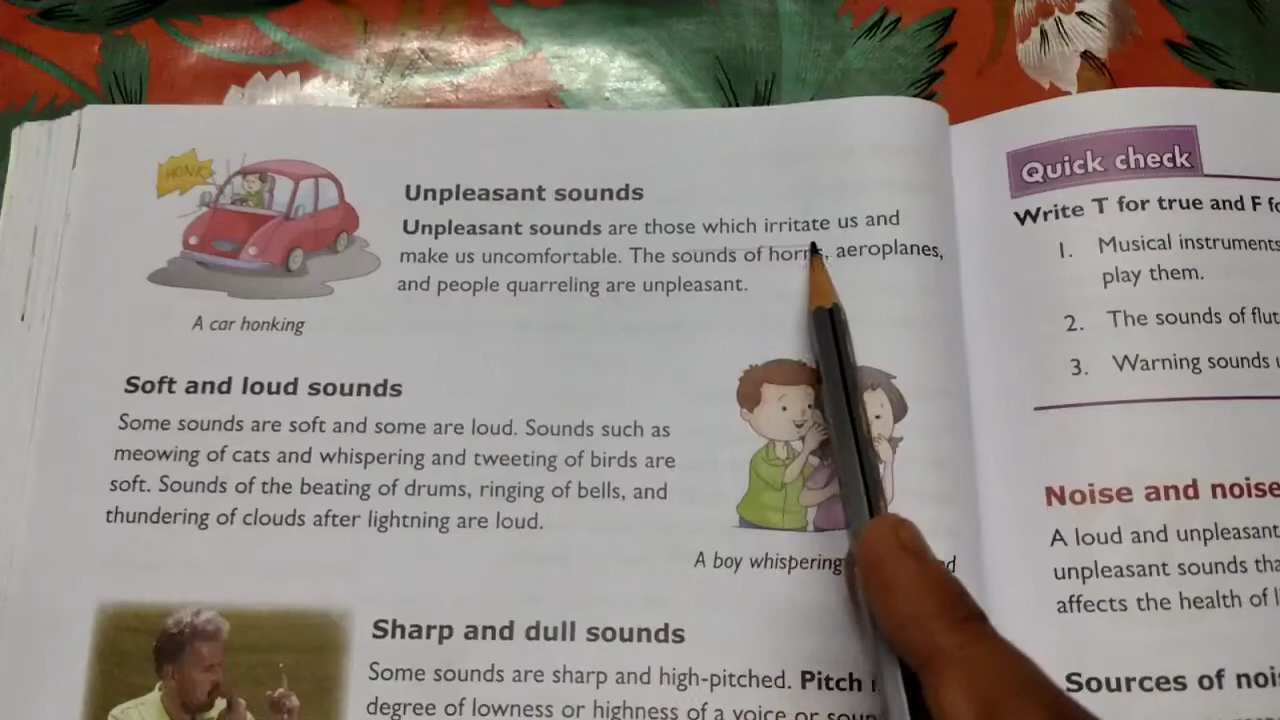 HONK
Unpleasant sounds
Unpleasant sounds are those which irritate us and
make us uncomfortable. The sounds of horns, aeroplanes,
and people quarreling are unpleasant.
A car honking
Soft and loud sounds
Some sounds are soft and some are loud. Sounds such as
meowing of cats and whispering and tweeting of birds are
soft. Sounds of the beating of drums, ringing of bells, and
thundering of clouds after lightning are loud.
A boy whispering
Sharp and dull sounds
Some sounds are sharp and high-pitched. Pitch
degree of lowness or highness of a voice or
Quick check
Write T for true and F
1. Musical instruments
play them.
2. The sounds of
3. Warning sounds
Noise and noise
A loud and unpleasant
unpleasant sounds
affects the health of
Sources of